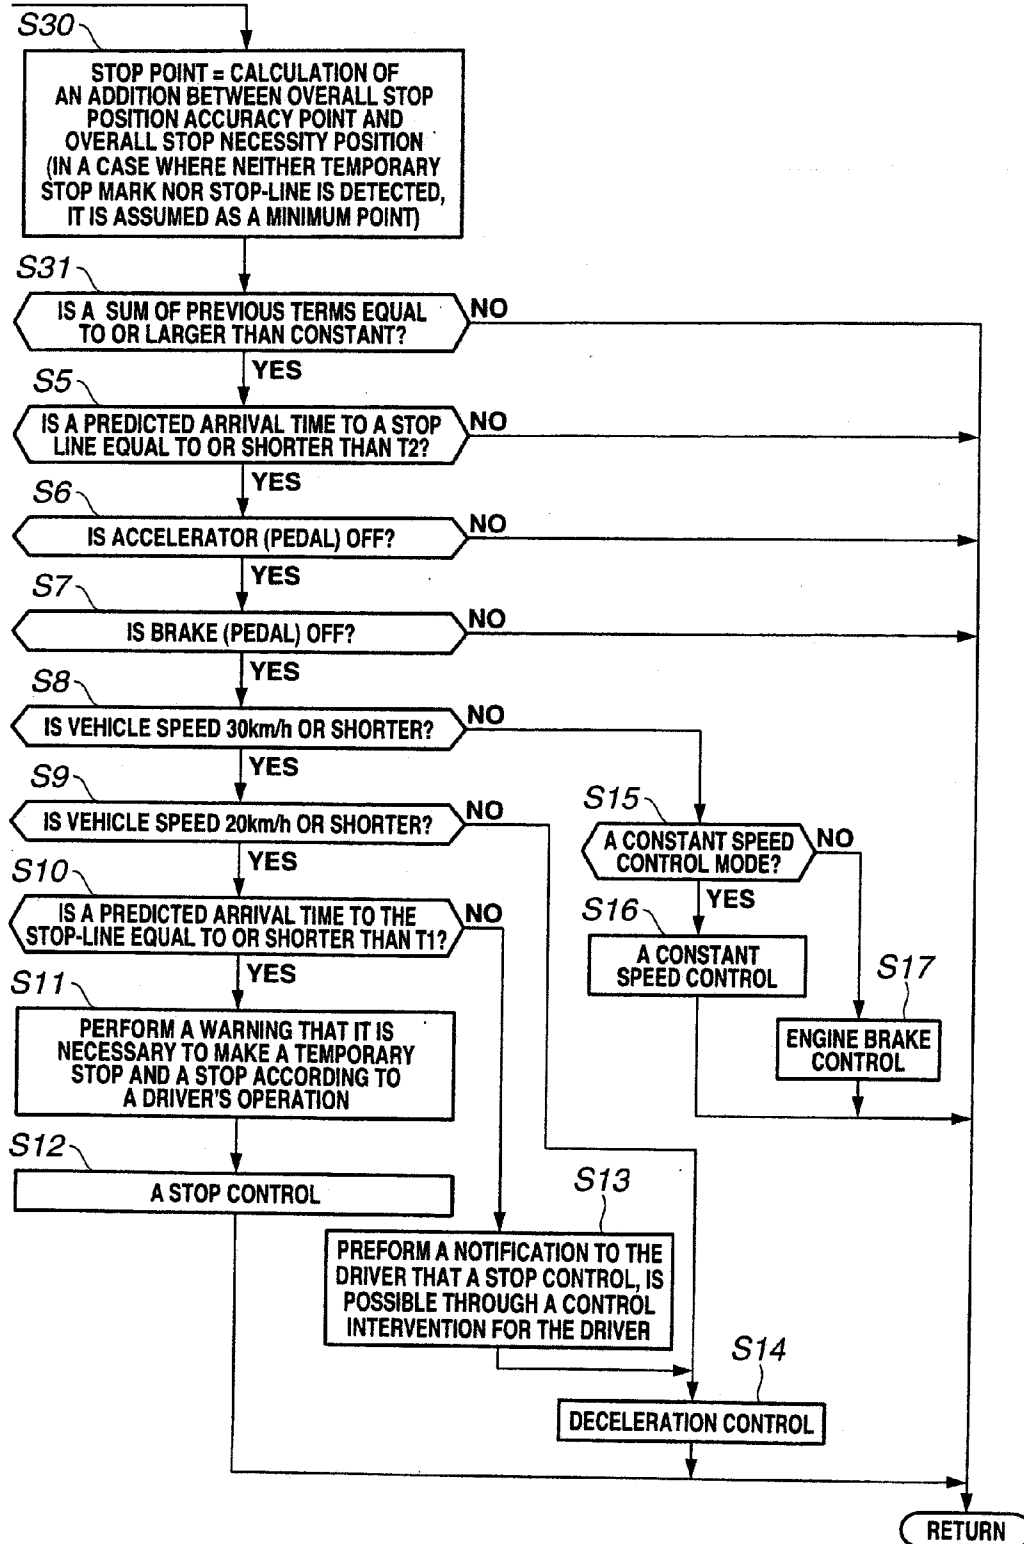 S30
STOP POINT = CALCULATION OF
AN ADDITION BETWEEN OVERALL STOP
POSITION ACCURACY POINT AND
OVERALL STOP NECESSITY POSITION
(IN A CASE WHERE NEITHER TEMPORARY
STOP MARK NOR STOP-LINE IS DETECTED,
IT IS ASSUMED AS A MINIMUM POINT)
S31
IS A SUM OF PREVIOUS TERMS EQUAL
TO OR LARGER THAN CONSTANT?
NO
YES
S5
IS A PREDICTED ARRIVAL TIME TO A STOP
LINE EQUAL TO OR SHORTER THAN T2?
NO
YES
S6
IS ACCELERATOR (PEDAL) OFF?
NO
YES
S7
IS BRAKE (PEDAL) OFF?
NO
YES
S8
IS VEHICLE SPEED 30km/h OR SHORTER?
NO
YES
S9
IS VEHICLE SPEED 20km/h OR SHORTER?
NO
YES
S15
A CONSTANT SPEED
CONTROL MODE?
NO
YES
S10
IS A PREDICTED ARRIVAL TIME TO THE
STOP-LINE EQUAL TO OR SHORTER THAN T1?
NO
YES
S16
A CONSTANT
SPEED CONTROL
S17
ENGINE BRAKE
CONTROL
S11
PERFORM A WARNING THAT IT IS
NECESSARY TO MAKE A TEMPORARY
STOP AND A STOP ACCORDING TO
A DRIVER'S OPERATION
S12
A STOP CONTROL
S13
PREFORM A NOTIFICATION TO THE
DRIVER THAT A STOP CONTROL, IS
POSSIBLE THROUGH A CONTROL
INTERVENTION FOR THE DRIVER
S14
DECELERATION CONTROL
RETURN